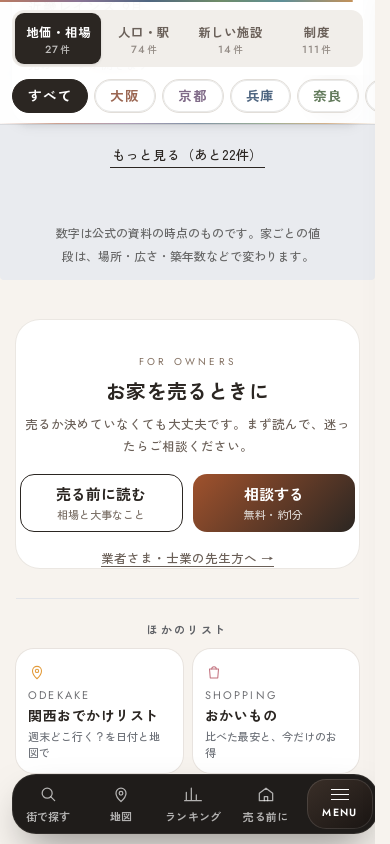 地価・相場
27件
人口・駅
74件
新しい施設
14件
制度
111件
すべて
大阪
京都
兵庫
奈良
もっと見る（あと22件）
数字は公式の資料の時点のものです。家ごとの値
段は、場所・広さ・築年数などで変わります。
FOR OWNERS
お家を売るときに
売るか決めていなくても大丈夫です。まず読んで、迷っ
たらご相談ください。
売る前に読む
相場と大事なこと
相談する
無料・約1分
業者さま・士業の先生方へ →
ほかのリスト
ODEKAKE
関西おでかけリスト
週末どこ行く？を日付と地
図で
SHOPPING
おかいもの
比べた最安と、今だけのお
得
街で探す
地図
ランキング
売る前に
MENU